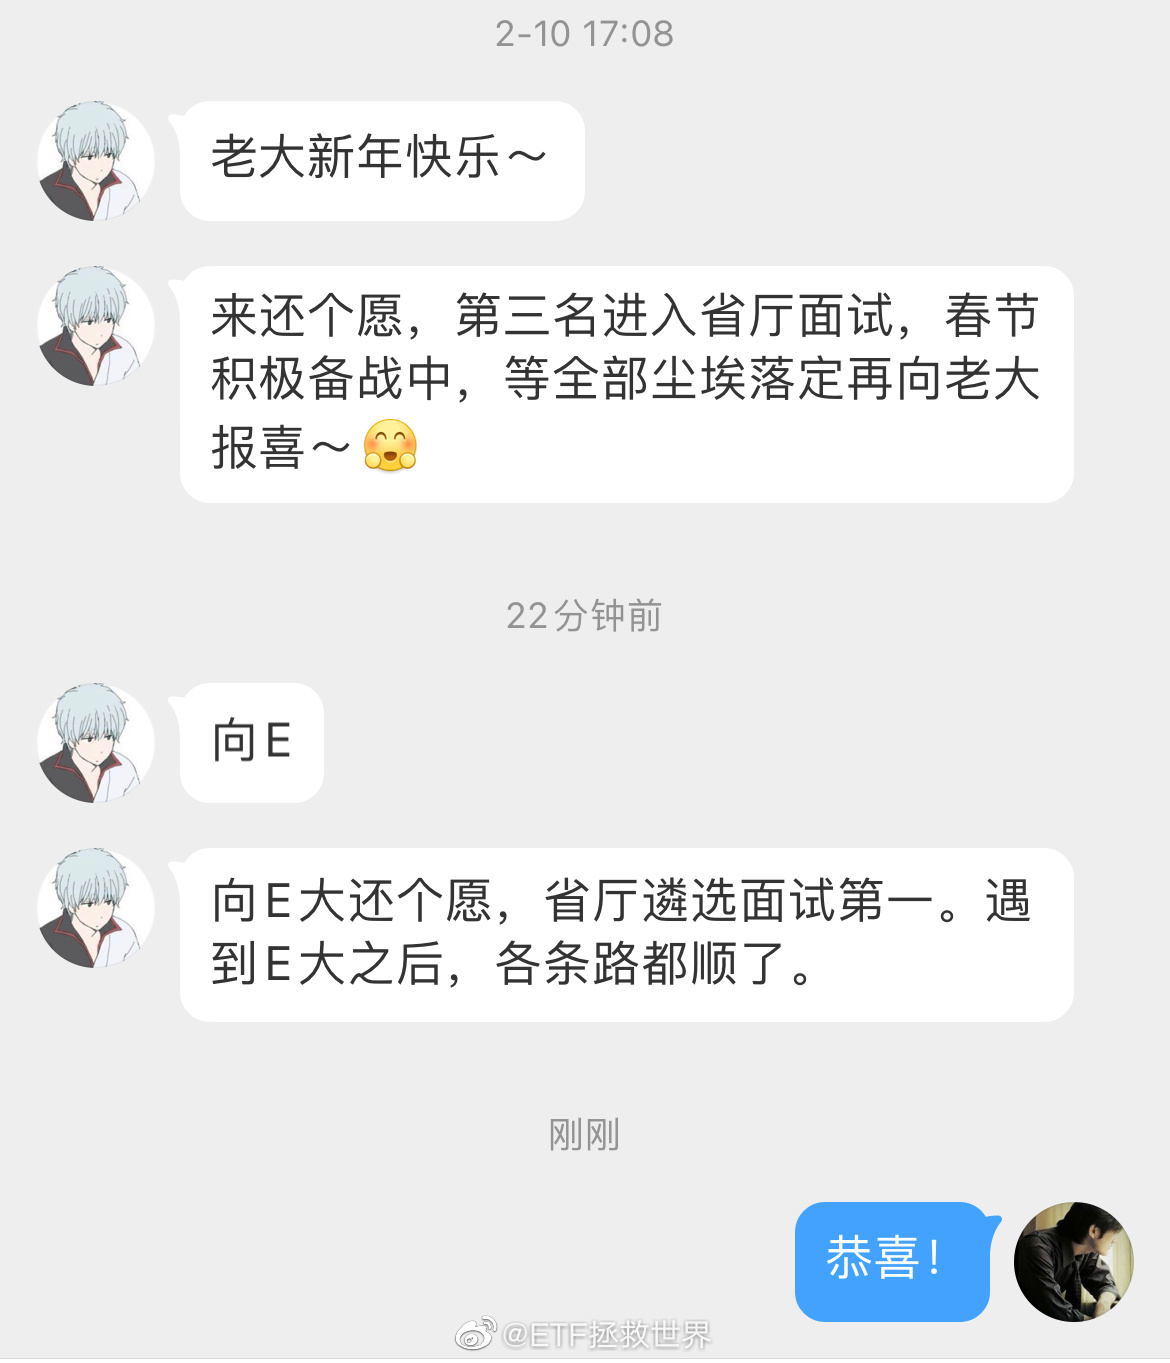 2-10 17:08
老大新年快乐～
来还个愿，第三名进入省厅面试，春节
积极备战中，等全部尘埃落定再向老大
报喜～
22分钟前
向E
向E大还个愿，省厅遴选面试第一。遇
到E大之后，各条路都顺了。
刚刚
恭喜！
@ETF拯救世界